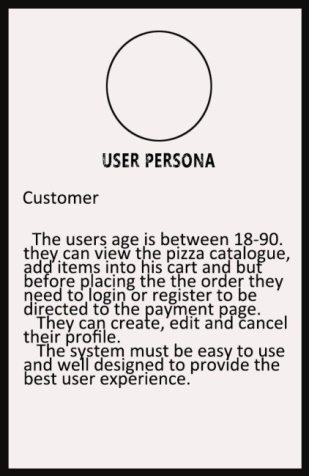 USER PERSONA
Customer
The users age is between 18-90.
they can view the pizza catalogue,
add items into his cart and but
before placing the the order they
need to login or register to be
directed to the payment page.
They can create, edit and cancel
their profile.
The system must be easy to use
and well designed to provide the
best user experience.